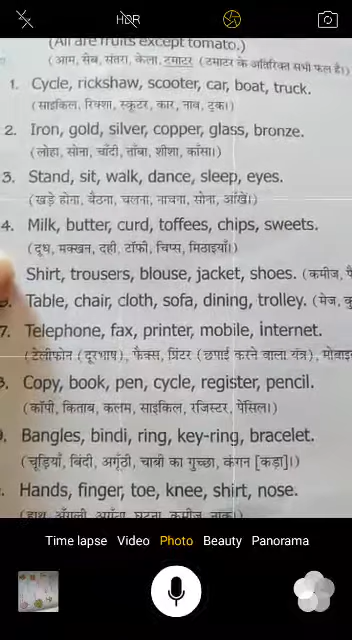 HDR
(All are fruits except tomato.)
(आम, सेब, संतरा, केला, टमाटर (टमाटर के अतिरिक्त सभी फल हैं।)
1. Cycle, rickshaw, scooter, car, boat, truck.
(साइकिल, रिक्शा, स्कूटर, कार, नाव, ट्रक।)
2. Iron, gold, silver, copper, glass, bronze.
(लोहा, सोना, चाँदी, ताँबा, शीशा, काँसा।)
3. Stand, sit, walk, dance, sleep, eyes.
(खड़े होना, बैठना, चलना, नाचना, सोना, आँखें।)
4. Milk, butter, curd, toffees, chips, sweets.
(दूध, मक्खन, दही, टॉफी, चिप्स, मिठाइयाँ।)
Shirt, trousers, blouse, jacket, shoes. (कमीज,
Table, chair, cloth, sofa, dining, trolley. (मेज,
7. Telephone, fax, printer, mobile, internet.
(टेलीफोन (दूरभाष), फैक्स, प्रिंटर (छपाई करने वाला यंत्र),
8. Copy, book, pen, cycle, register, pencil.
(कॉपी, किताब, कलम, साइकिल, रजिस्टर, पेंसिल।)
Bangles, bindi, ring, key-ring, bracelet.
(चूड़ियाँ, बिंदी, अगूँठी, चाबी का गुच्छा, कंगन [कड़ा]।)
Hands, finger, toe, knee, shirt, nose.
Time lapse Video Photo Beauty Panorama